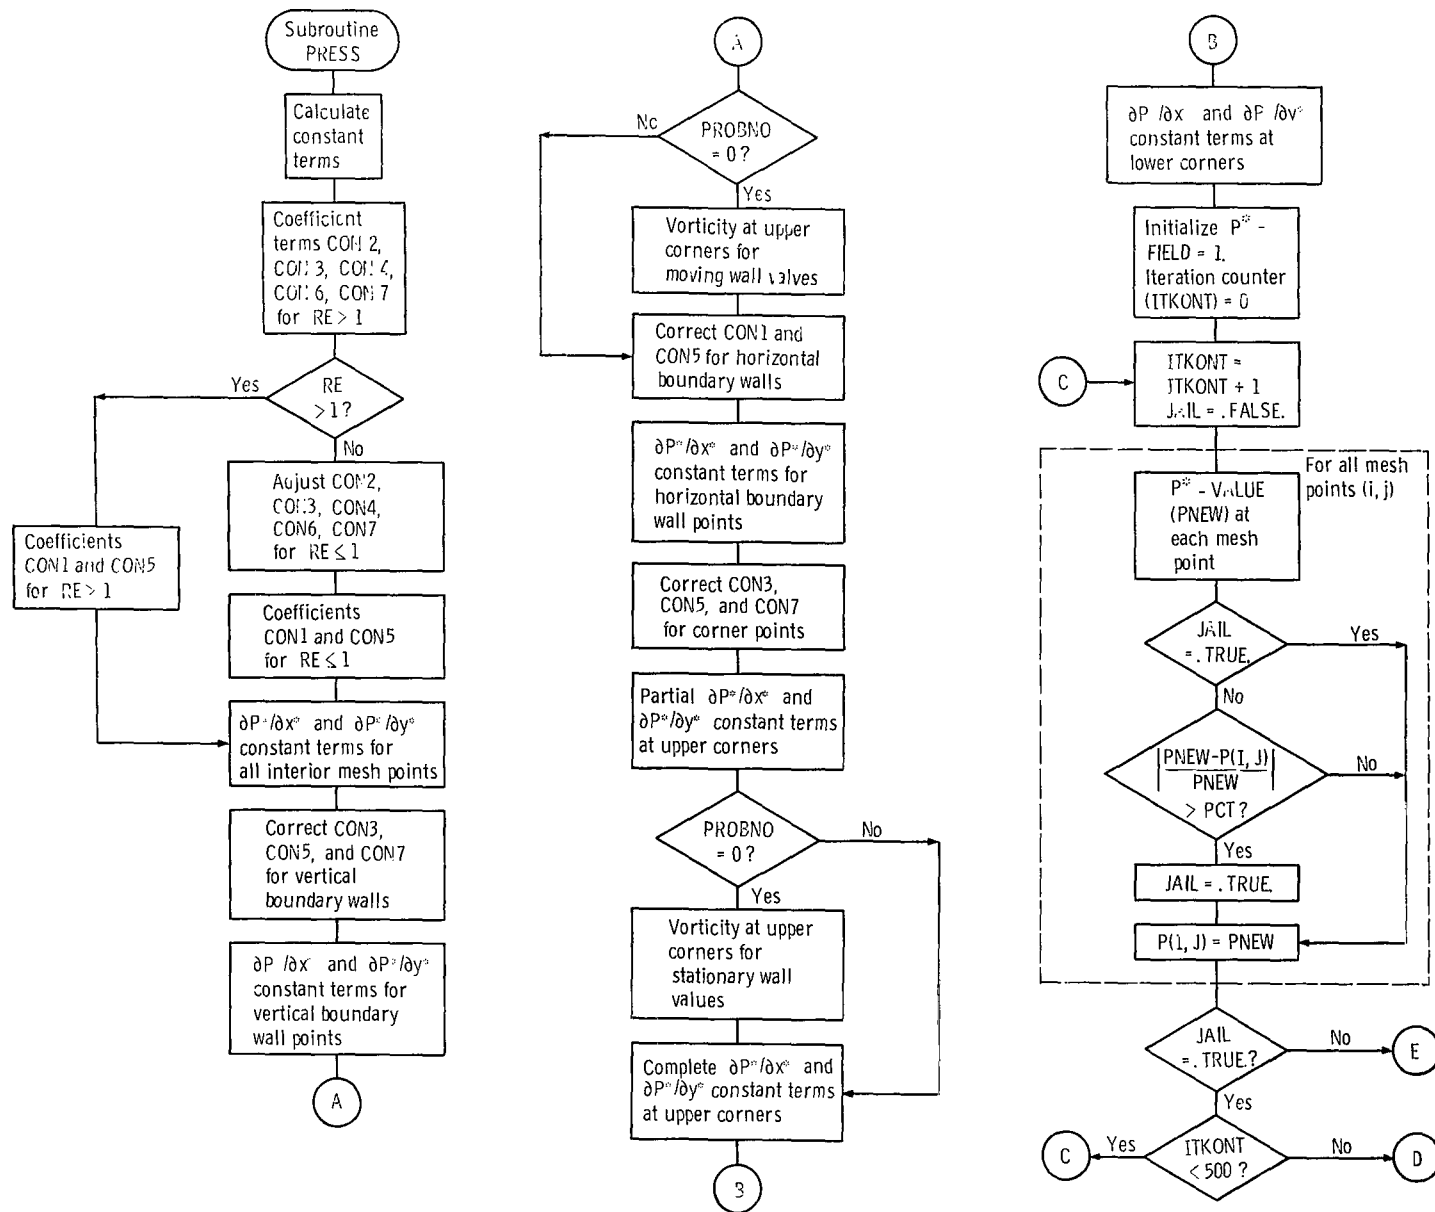 Subroutine
PRESS
Calculate
constant
terms
Coefficient
terms CON 2,
CON 3, CON 4,
CON 6, CON 7
for RE > 1
RE
> 1?
Yes
No
Adjust CON2,
CON3, CON4,
CON6, CON7
for RE ≤ 1
Coefficients
CON1 and CON5
for RE > 1
Coefficients
CON1 and CON5
for RE ≤ 1
∂P*/∂x* and ∂P*/∂y*
constant terms for
all interior mesh points
Correct CON3,
CON5, and CON7
for vertical
boundary walls
∂P /∂x and ∂P*/∂y*
constant terms for
vertical boundary
wall points
A
A
PROBNO
= 0?
No
Yes
Vorticity at upper
corners for
moving wall valves
Correct CON1 and
CON5 for horizontal
boundary walls
∂P*/∂x* and ∂P*/∂y*
constant terms for
horizontal boundary
wall points
Correct CON3,
CON5, and CON7
for corner points
Partial ∂P*/∂x* and
∂P*/∂y* constant terms
at upper corners
PROBNO
= 0?
No
Yes
Vorticity at upper
corners for
stationary wall
values
Complete ∂P*/∂x* and
∂P*/∂y* constant terms
at upper corners
B
B
∂P /∂x and ∂P /∂y*
constant terms at
lower corners
Initialize P* -
FIELD = 1.
Iteration counter
(ITKONT) = 0
C
ITKONT =
ITKONT + 1
JAIL = . FALSE.
For all mesh
points (i, j)
P* - VALUE
(PNEW) at
each mesh
point
JAIL
=. TRUE.
Yes
No
|PNEW-P(I, J)|
PNEW
> PCT?
No
Yes
JAIL = . TRUE.
P(I, J) = PNEW
JAIL
=. TRUE.?
No
E
Yes
ITKONT
< 500 ?
Yes
C
No
D